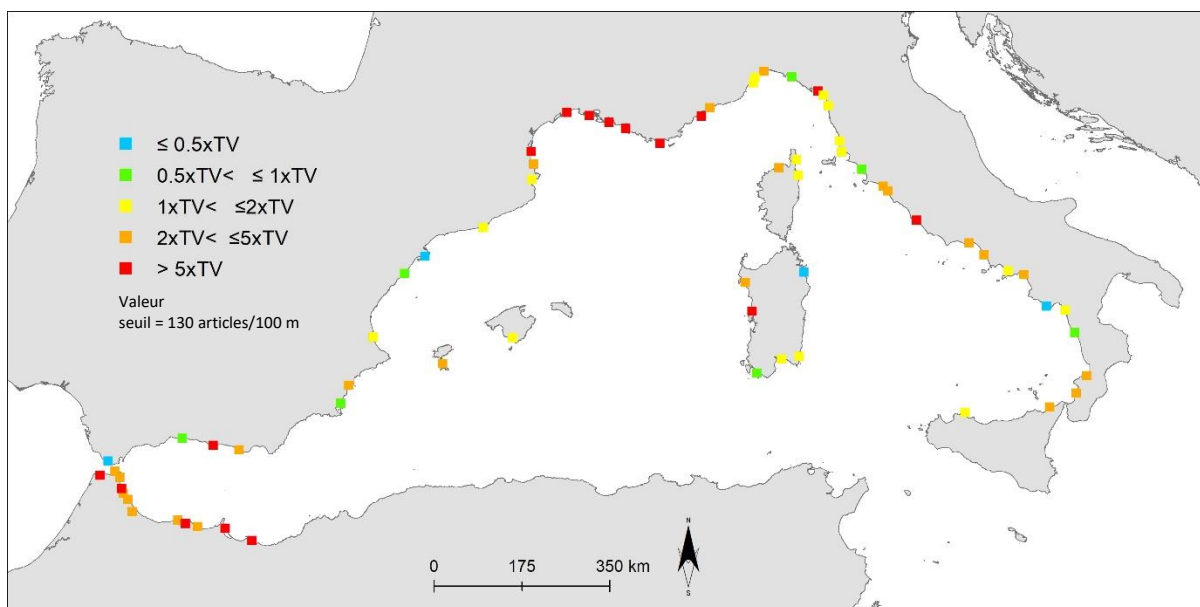 ≤ 0.5xTV
0.5xTV< ≤ 1xTV
1xTV< ≤2xTV
2xTV< ≤5xTV
> 5xTV
Valeur
seuil = 130 articles/100 m
N
S
0 175 350 km